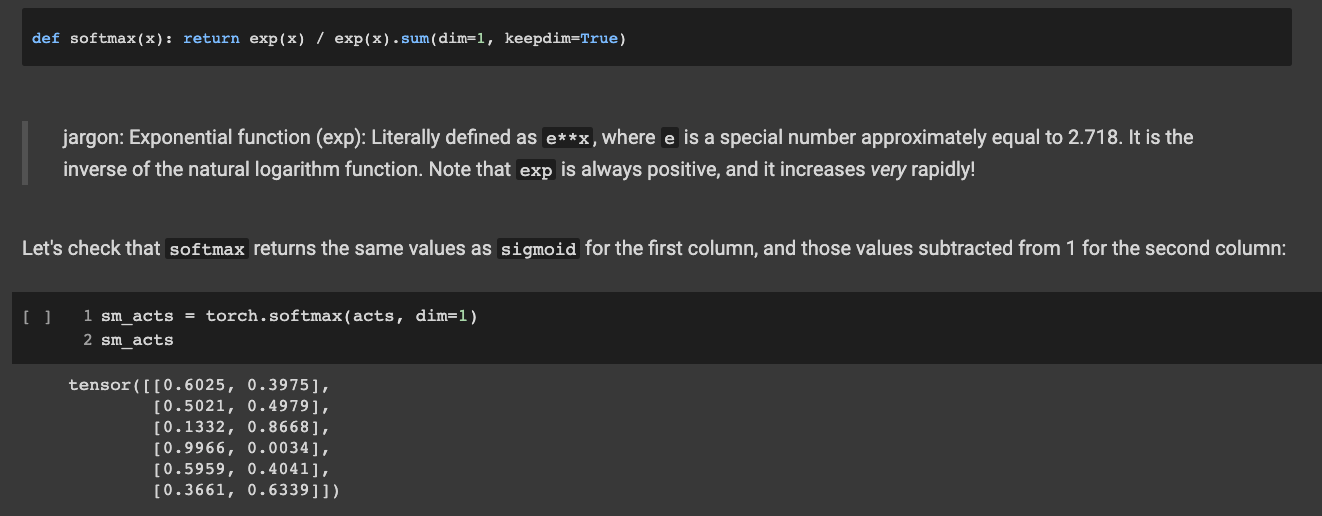 def softmax(x): return exp(x) / exp(x).sum(dim=1, keepdim=True)
jargon: Exponential function (exp): Literally defined as e**x, where e is a special number approximately equal to 2.718. It is the
inverse of the natural logarithm function. Note that exp is always positive, and it increases very rapidly!
Let's check that softmax returns the same values as sigmoid for the first column, and those values subtracted from 1 for the second column:
[ ] 1 sm_acts = torch.softmax(acts, dim=1)
2 sm_acts
tensor([[0.6025, 0.3975],
[0.5021, 0.4979],
[0.1332, 0.8668],
[0.9966, 0.0034],
[0.5959, 0.4041],
[0.3661, 0.6339]])